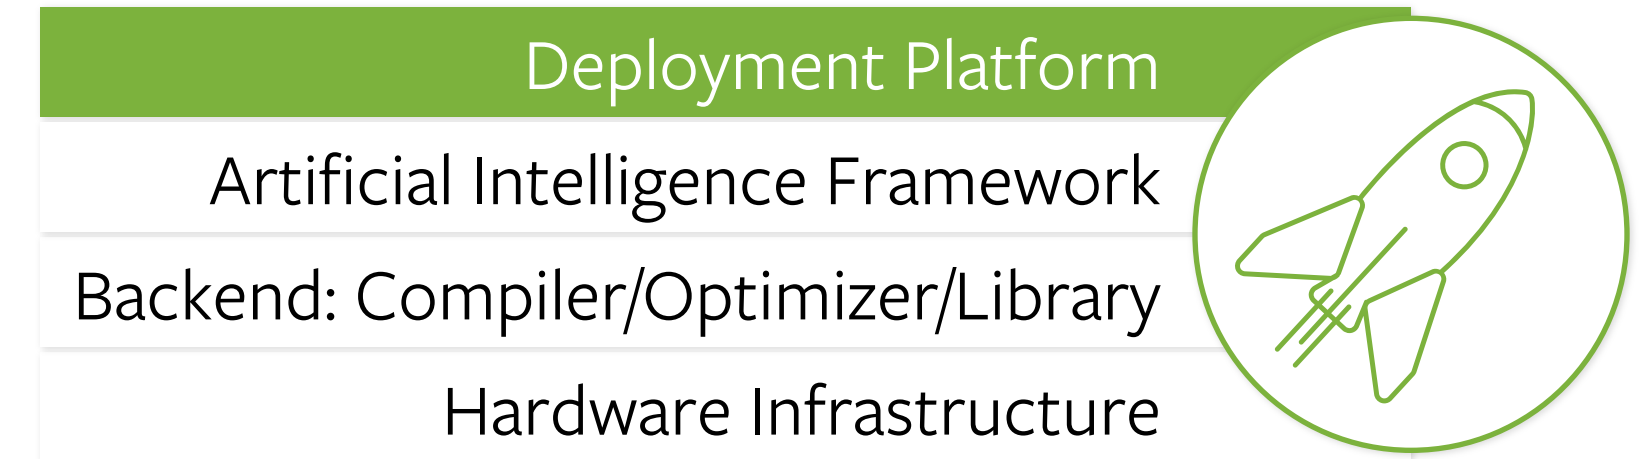 Deployment Platform
Artificial Intelligence Framework
Backend: Compiler/Optimizer/Library
Hardware Infrastructure